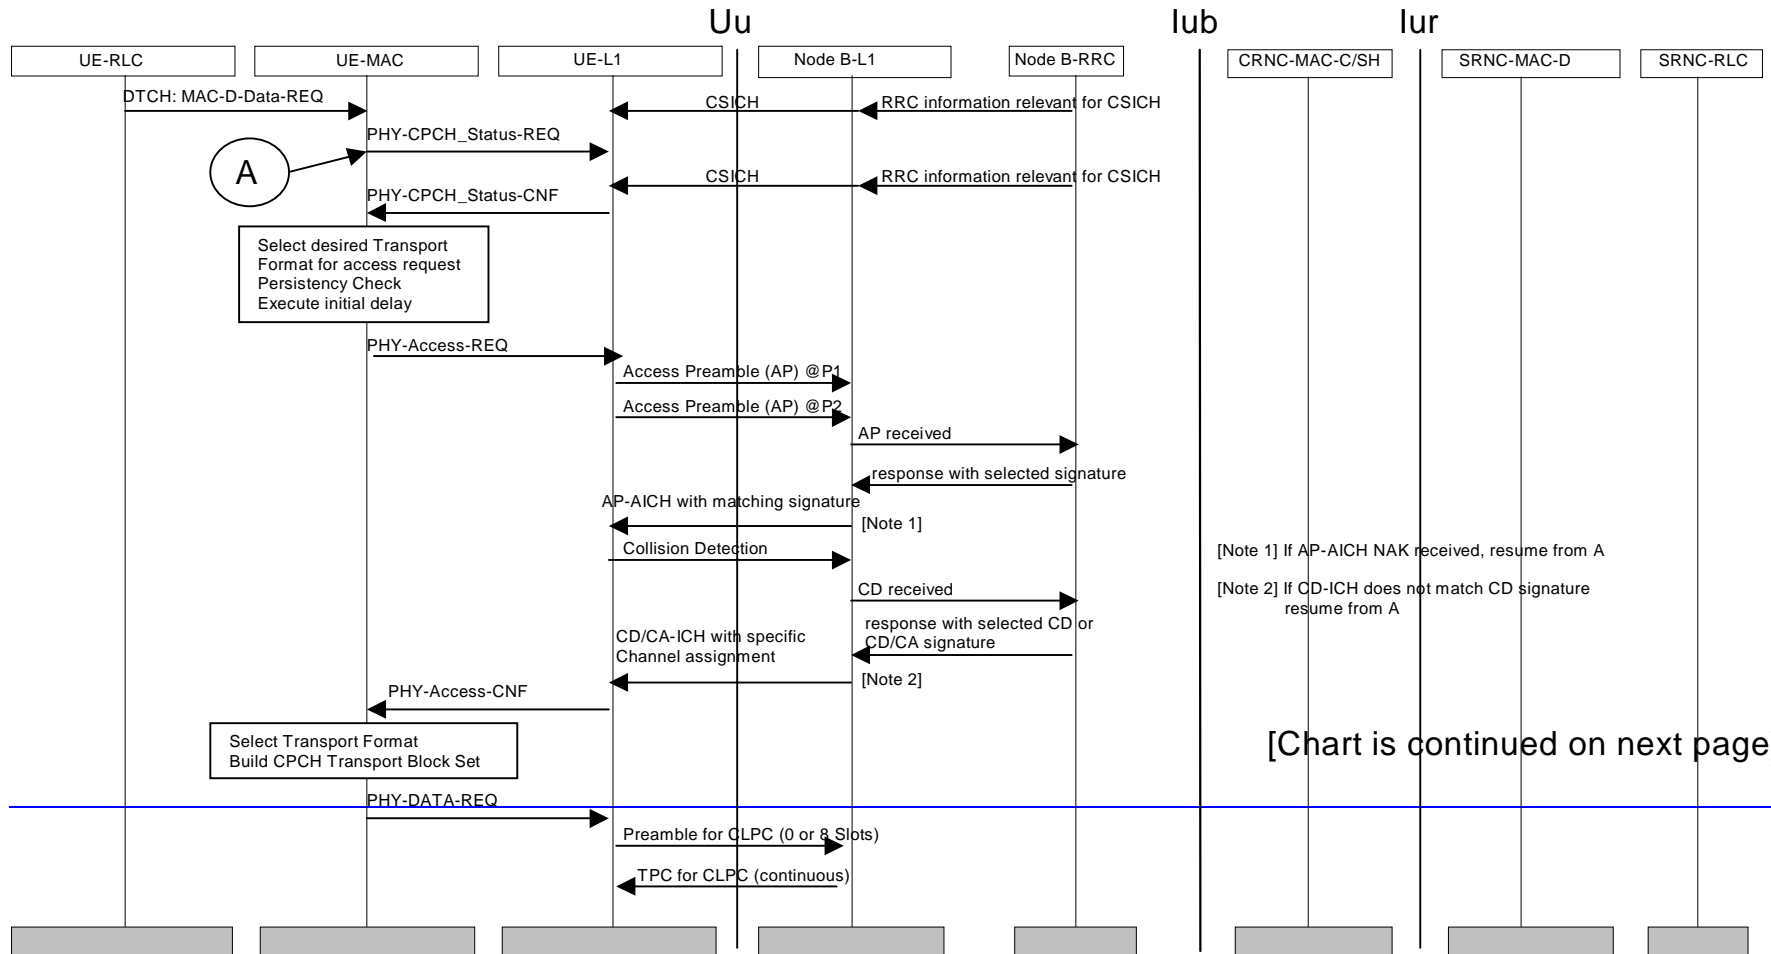 Uu
Iub
Iur
UE-RLC
UE-MAC
UE-L1
Node B-L1
Node B-RRC
CRNC-MAC-C/SH
SRNC-MAC-D
SRNC-RLC
DTCH: MAC-D-Data-REQ
CSICH
RRC information relevant for CSICH
PHY-CPCH_Status-REQ
A
CSICH
RRC information relevant for CSICH
PHY-CPCH_Status-CNF
Select desired Transport
Format for access request
Persistency Check
Execute initial delay
PHY-Access-REQ
Access Preamble (AP) @P1
Access Preamble (AP) @P2
AP received
response with selected signature
AP-AICH with matching signature
[Note 1]
Collision Detection
[Note 1] If AP-AICH NAK received, resume from A
CD received
[Note 2] If CD-ICH does not match CD signature
resume from A
response with selected CD or
CD/CA signature
CD/CA-ICH with specific
Channel assignment
[Note 2]
PHY-Access-CNF
Select Transport Format
Build CPCH Transport Block Set
[Chart is continued on next page
PHY-DATA-REQ
Preamble for CLPC (0 or 8 Slots)
TPC for CLPC (continuous)